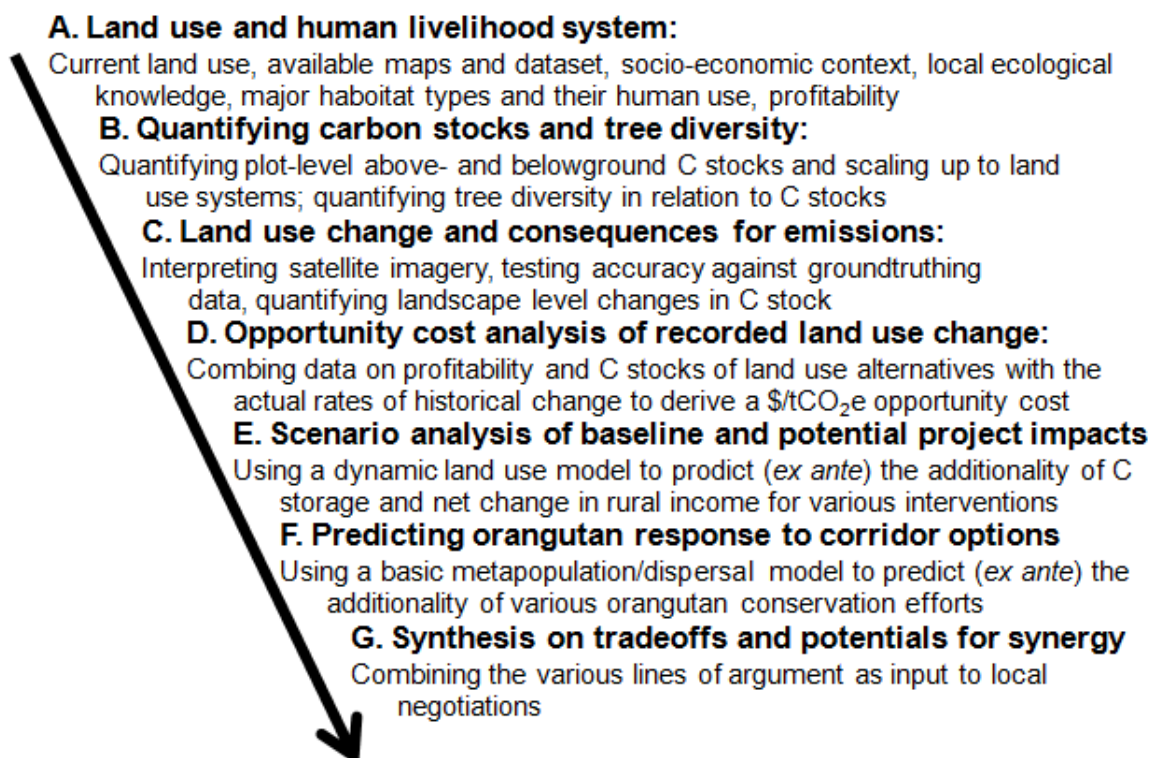 A. Land use and human livelihood system:
Current land use, available maps and dataset, socio-economic context, local ecological
knowledge, major haboitat types and their human use, profitability
B. Quantifying carbon stocks and tree diversity:
Quantifying plot-level above- and belowground C stocks and scaling up to land
use systems; quantifying tree diversity in relation to C stocks
C. Land use change and consequences for emissions:
Interpreting satellite imagery, testing accuracy against groundtruthing
data, quantifying landscape level changes in C stock
D. Opportunity cost analysis of recorded land use change:
Combing data on profitability and C stocks of land use alternatives with the
actual rates of historical change to derive a $/tCO₂e opportunity cost
E. Scenario analysis of baseline and potential project impacts
Using a dynamic land use model to prodict (ex ante) the additionality of C
storage and net change in rural income for various interventions
F. Predicting orangutan response to corridor options
Using a basic metapopulation/dispersal model to predict (ex ante) the
additionality of various orangutan conservation efforts
G. Synthesis on tradeoffs and potentials for synergy
Combining the various lines of argument as input to local
negotiations